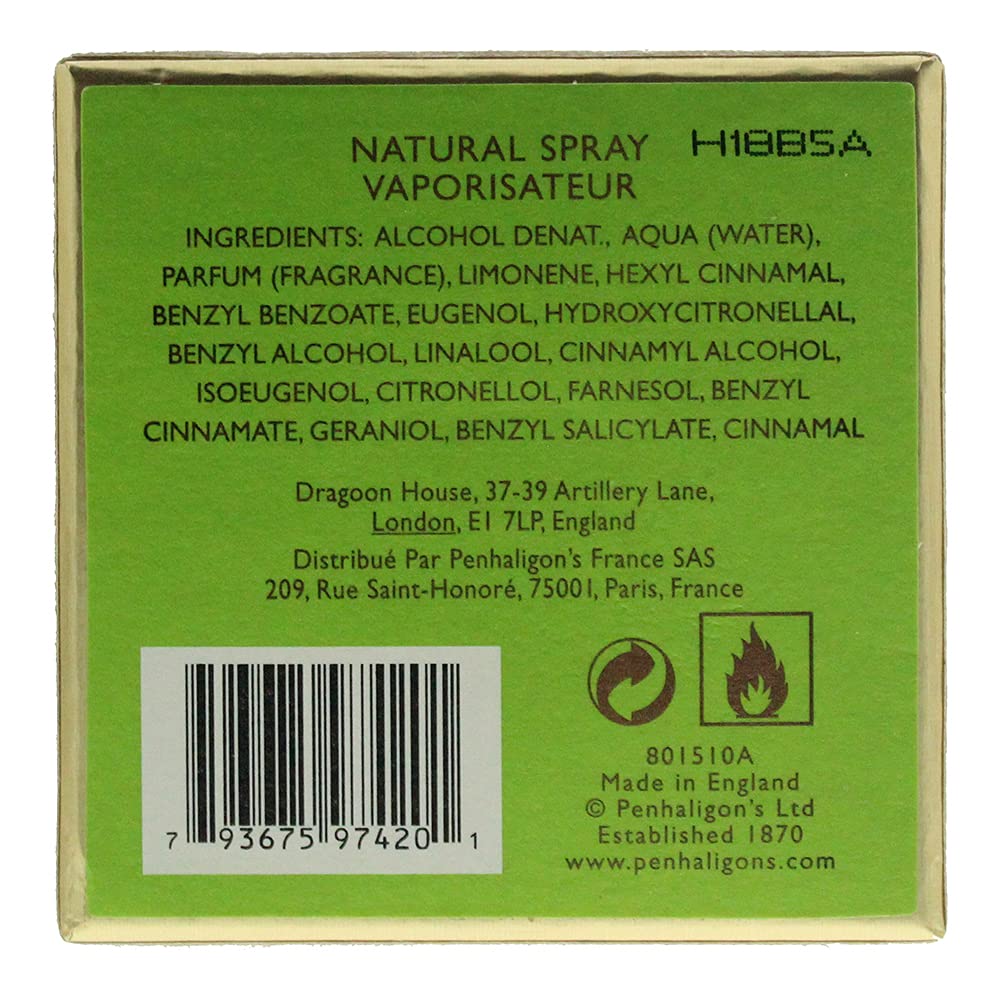 NATURAL SPRAY H18B5A
VAPORISATEUR
INGREDIENTS: ALCOHOL DENAT., AQUA (WATER),
PARFUM (FRAGRANCE), LIMONENE, HEXYL CINNAMAL,
BENZYL BENZOATE, EUGENOL, HYDROXYCITRONELLAL,
BENZYL ALCOHOL, LINALOOL, CINNAMYL ALCOHOL,
ISOEUGENOL, CITRONELLOL, FARNESOL, BENZYL
CINNAMATE, GERANIOL, BENZYL SALICYLATE, CINNAMAL
Dragoon House, 37-39 Artillery Lane,
London, E1 7LP, England
Distribué Par Penhaligon's France SAS
209, Rue Saint-Honoré, 75001, Paris, France
7 93675 97420 1
801510A
Made in England
© Penhaligon's Ltd
Established 1870
www.penhaligons.com